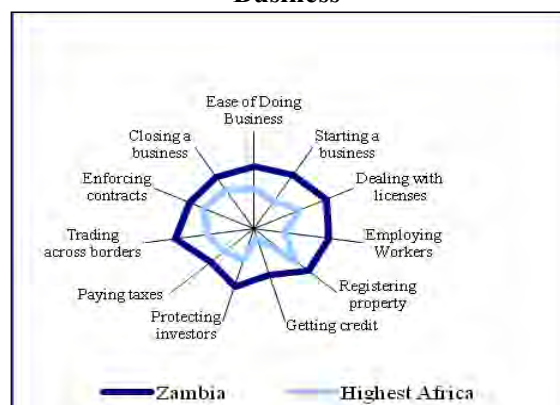 Business
Ease of Doing
Business
Closing a
business
Starting a
business
Enforcing
contracts
Dealing with
licenses
Trading
across borders
Employing
Workers
Paying taxes
Registering
property
Protecting
investors
Getting credit
Zambia
Highest Africa